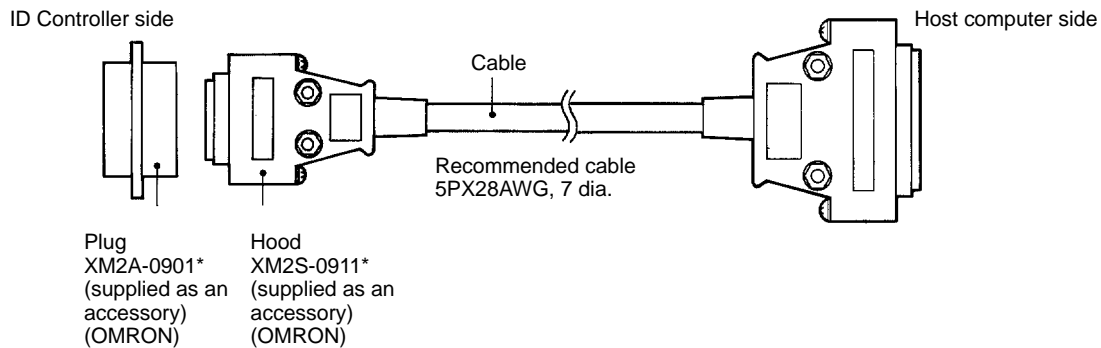 ID Controller side
Host computer side
Cable
Recommended cable
5PX28AWG, 7 dia.
Plug
XM2A-0901*
(supplied as an
accessory)
(OMRON)
Hood
XM2S-0911*
(supplied as an
accessory)
(OMRON)